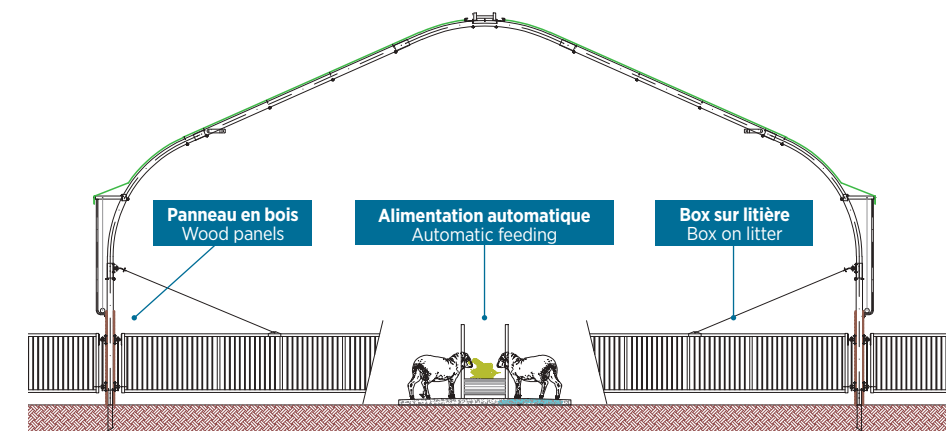 Panneau en bois
Wood panels
Alimentation automatique
Automatic feeding
Box sur litière
Box on litter